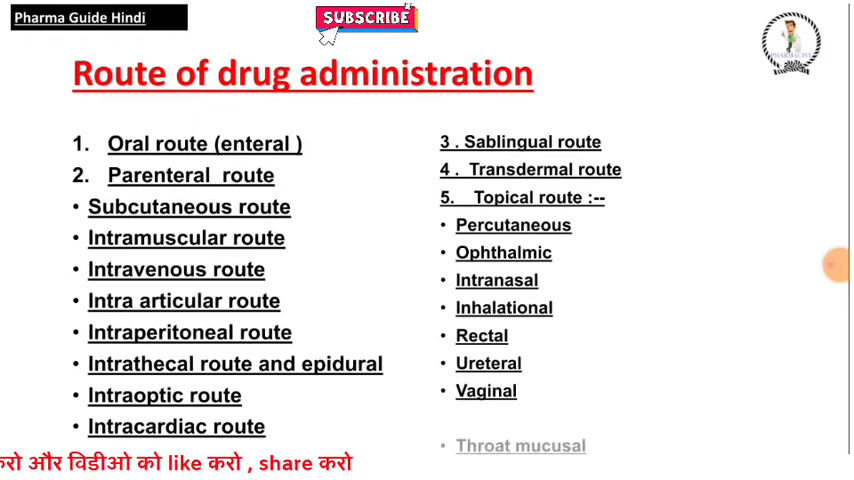 Pharma Guide Hindi
SUBSCRIBE
PHARMALIST
Route of drug administration
1. Oral route (enteral )
2. Parenteral route
• Subcutaneous route
• Intramuscular route
• Intravenous route
• Intra articular route
• Intraperitoneal route
• Intrathecal route and epidural
• Intraoptic route
• Intracardiac route
3 . Sablingual route
4 . Transdermal route
5. Topical route :--
• Percutaneous
• Ophthalmic
• Intranasal
• Inhalational
• Rectal
• Ureteral
• Vaginal
• Throat mucusal
और विडीओ को like करो , share करो